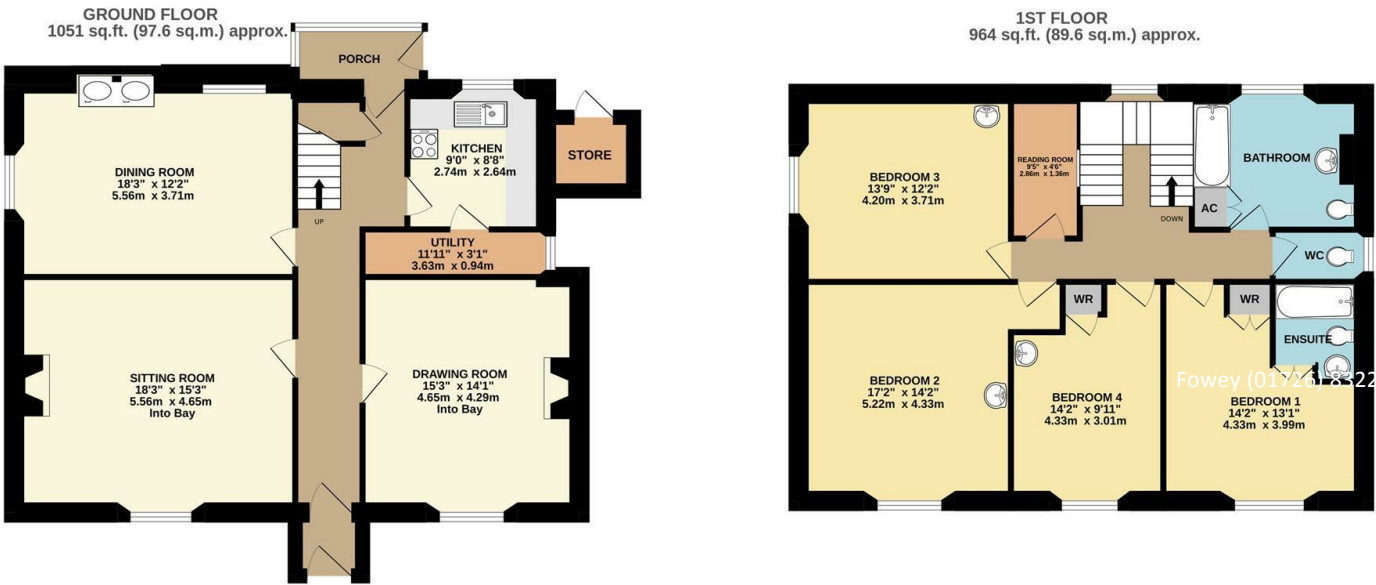 GROUND FLOOR
1051 sq.ft. (97.6 sq.m.) approx.
PORCH
KITCHEN
9'0" x 8'8"
2.74m x 2.64m
STORE
DINING ROOM
18'3" x 12'2"
5.56m x 3.71m
UP
UTILITY
11'11" x 3'1"
3.63m x 0.94m
SITTING ROOM
18'3" x 15'3"
5.56m x 4.65m
Into Bay
DRAWING ROOM
15'3" x 14'1"
4.65m x 4.29m
Into Bay
1ST FLOOR
964 sq.ft. (89.6 sq.m.) approx.
BEDROOM 3
13'9" x 12'2"
4.20m x 3.71m
READING ROOM
9'5" x 4'6"
2.86m x 1.36m
BATHROOM
AC
DOWN
WC
BEDROOM 2
17'2" x 14'2"
5.22m x 4.33m
WR
BEDROOM 4
14'2" x 9'11"
4.33m x 3.01m
WR
ENSUITE
Fowey (01726) 8322
BEDROOM 1
14'2" x 13'1"
4.33m x 3.99m